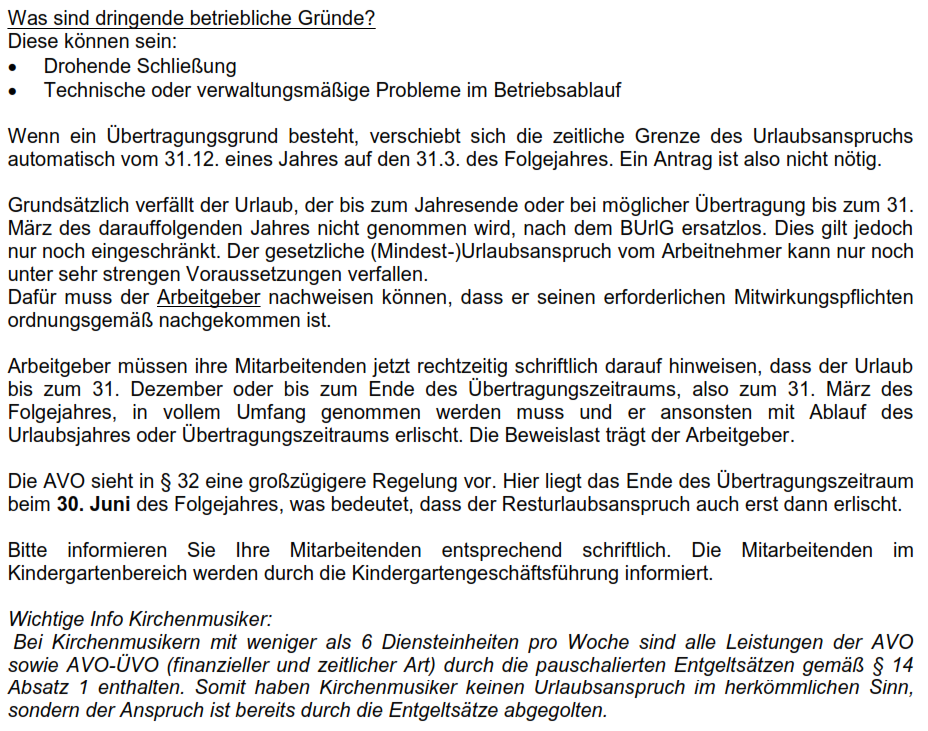 Was sind dringende betriebliche Gründe?
Diese können sein:
• Drohende Schließung
• Technische oder verwaltungsmäßige Probleme im Betriebsablauf
Wenn ein Übertragungsgrund besteht, verschiebt sich die zeitliche Grenze des Urlaubsanspruchs
automatisch vom 31.12. eines Jahres auf den 31.3. des Folgejahres. Ein Antrag ist also nicht nötig.
Grundsätzlich verfällt der Urlaub, der bis zum Jahresende oder bei möglicher Übertragung bis zum 31.
März des darauffolgenden Jahres nicht genommen wird, nach dem BUrlG ersatzlos. Dies gilt jedoch
nur noch eingeschränkt. Der gesetzliche (Mindest-)Urlaubsanspruch vom Arbeitnehmer kann nur noch
unter sehr strengen Voraussetzungen verfallen.
Dafür muss der Arbeitgeber nachweisen können, dass er seinen erforderlichen Mitwirkungspflichten
ordnungsgemäß nachgekommen ist.
Arbeitgeber müssen ihre Mitarbeitenden jetzt rechtzeitig schriftlich darauf hinweisen, dass der Urlaub
bis zum 31. Dezember oder bis zum Ende des Übertragungszeitraums, also zum 31. März des
Folgejahres, in vollem Umfang genommen werden muss und er ansonsten mit Ablauf des
Urlaubsjahres oder Übertragungszeitraums erlischt. Die Beweislast trägt der Arbeitgeber.
Die AVO sieht in § 32 eine großzügigere Regelung vor. Hier liegt das Ende des Übertragungszeitraum
beim 30. Juni des Folgejahres, was bedeutet, dass der Resturlaubsanspruch auch erst dann erlischt.
Bitte informieren Sie Ihre Mitarbeitenden entsprechend schriftlich. Die Mitarbeitenden im
Kindergartenbereich werden durch die Kindergartengeschäftsführung informiert.
Wichtige Info Kirchenmusiker:
Bei Kirchenmusikern mit weniger als 6 Diensteinheiten pro Woche sind alle Leistungen der AVO
sowie AVO-ÜVO (finanzieller und zeitlicher Art) durch die pauschalierten Entgeltsätzen gemäß § 14
Absatz 1 enthalten. Somit haben Kirchenmusiker keinen Urlaubsanspruch im herkömmlichen Sinn,
sondern der Anspruch ist bereits durch die Entgeltsätze abgegolten.